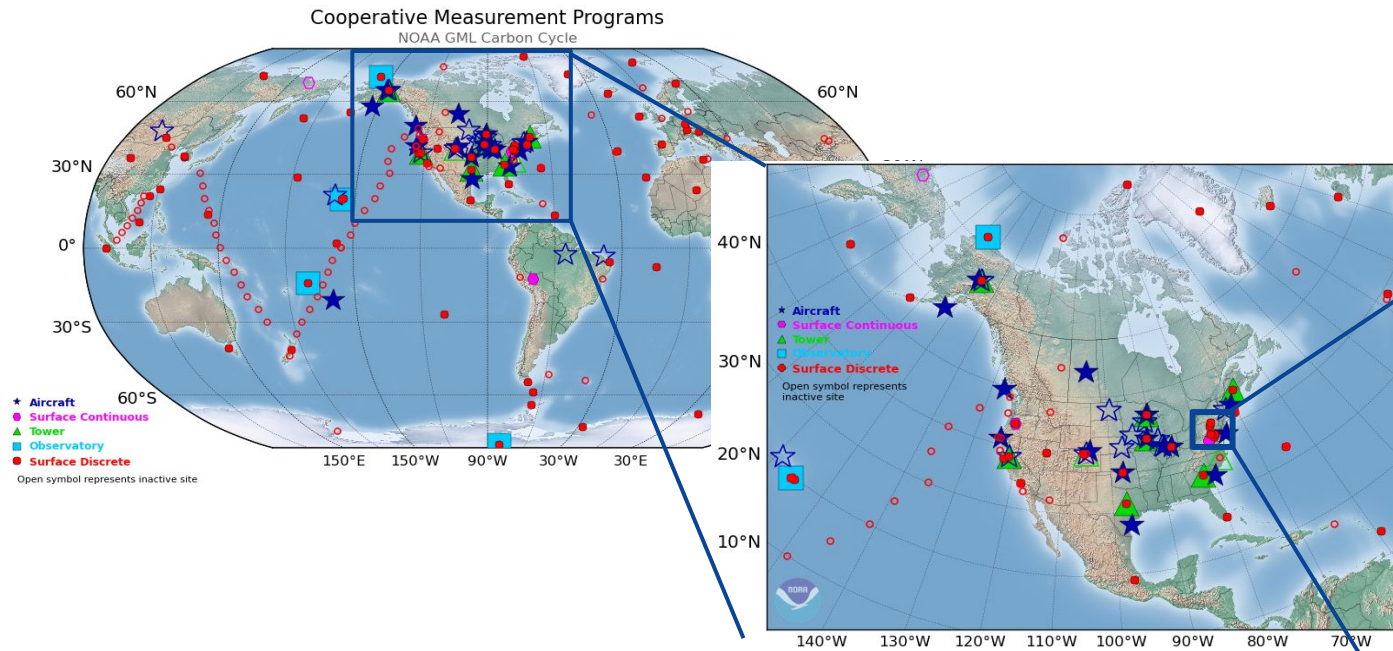 Cooperative Measurement Programs
NOAA GML Carbon Cycle
60°N
60°N
30°N
0°
30°S
60°S
150°E 150°W 90°W 30°W 30°E
Aircraft
Surface Continuous
Tower
Observatory
Surface Discrete
Open symbol represents inactive site
40°N
30°N
20°N
10°N
Aircraft
Surface Continuous
Tower
Observatory
Surface Discrete
Open symbol represents
inactive site
NOAA
140°W 130°W 120°W 110°W 100°W 90°W 80°W 70°W